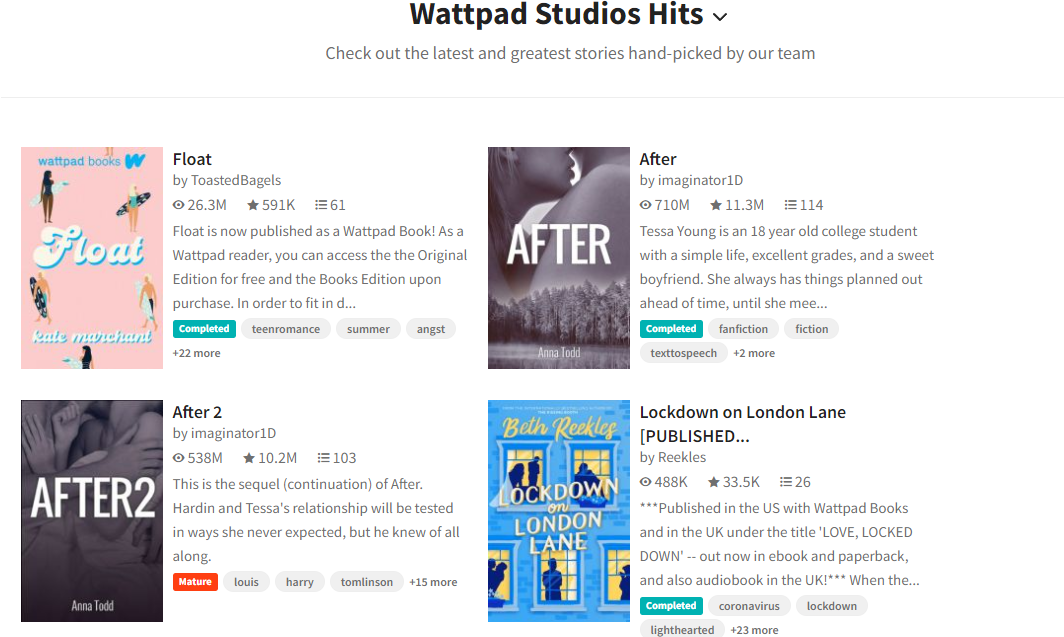 Wattpad Studios Hits
Check out the latest and greatest stories hand-picked by our team
wattpad books W
Float
kate marchant
Float
by ToastedBagels
26.3M 591K 61
Float is now published as a Wattpad Book! As a
Wattpad reader, you can access the the Original
Edition for free and the Books Edition upon
purchase. In order to fit in d...
Completed teenromance summer angst
+22 more
AFTER
Anna Todd
After
by imaginator1D
710M 11.3M 114
Tessa Young is an 18 year old college student
with a simple life, excellent grades, and a sweet
boyfriend. She always has things planned out
ahead of time, until she mee...
Completed fanfiction fiction
texttospeech +2 more
AFTER2
Anna Todd
After 2
by imaginator1D
538M 10.2M 103
This is the sequel (continuation) of After.
Hardin and Tessa's relationship will be tested
in ways she never expected, but he knew of all
along.
Mature louis harry tomlinson +15 more
Beth Reekles
LOCKDOWN
on
LONDON
LANE
Lockdown on London Lane
[PUBLISHED...
by Reekles
488K 33.5K 26
***Published in the US with Wattpad Books
and in the UK under the title 'LOVE, LOCKED
DOWN' -- out now in ebook and paperback,
and also audiobook in the UK!*** When the...
Completed coronavirus lockdown
lighthearted +23 more